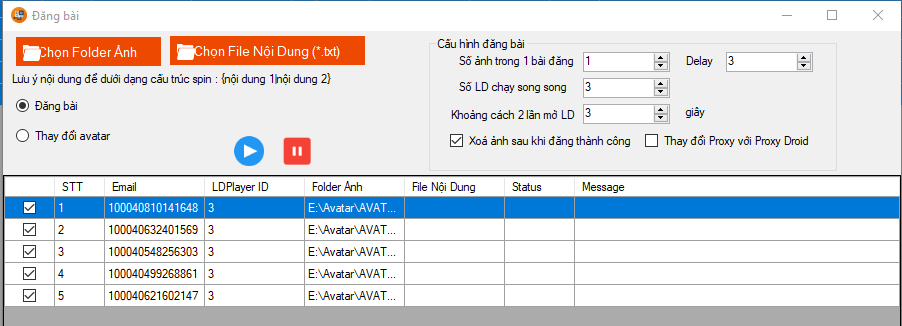 Đăng bài
Chọn Folder Ảnh
Chọn File Nội Dung (*.txt)
Lưu ý nội dung để dưới dạng cấu trúc spin : {nội dung 1|nội dung 2}
Đăng bài
Thay đổi avatar
Cấu hình đăng bài
Số ảnh trong 1 bài đăng 1 Delay 3
Số LD chạy song song 3
Khoảng cách 2 lần mở LD 3 giây
Xoá ảnh sau khi đăng thành công Thay đổi Proxy với Proxy Droid
STT Email LDPlayer ID Folder Ảnh File Nội Dung Status Message
1 100040810141648 3 E:\Avatar\AVAT...
2 100040632401569 3 E:\Avatar\AVAT...
3 100040548256303 3 E:\Avatar\AVAT...
4 100040499268861 3 E:\Avatar\AVAT...
5 100040621602147 3 E:\Avatar\AVAT...